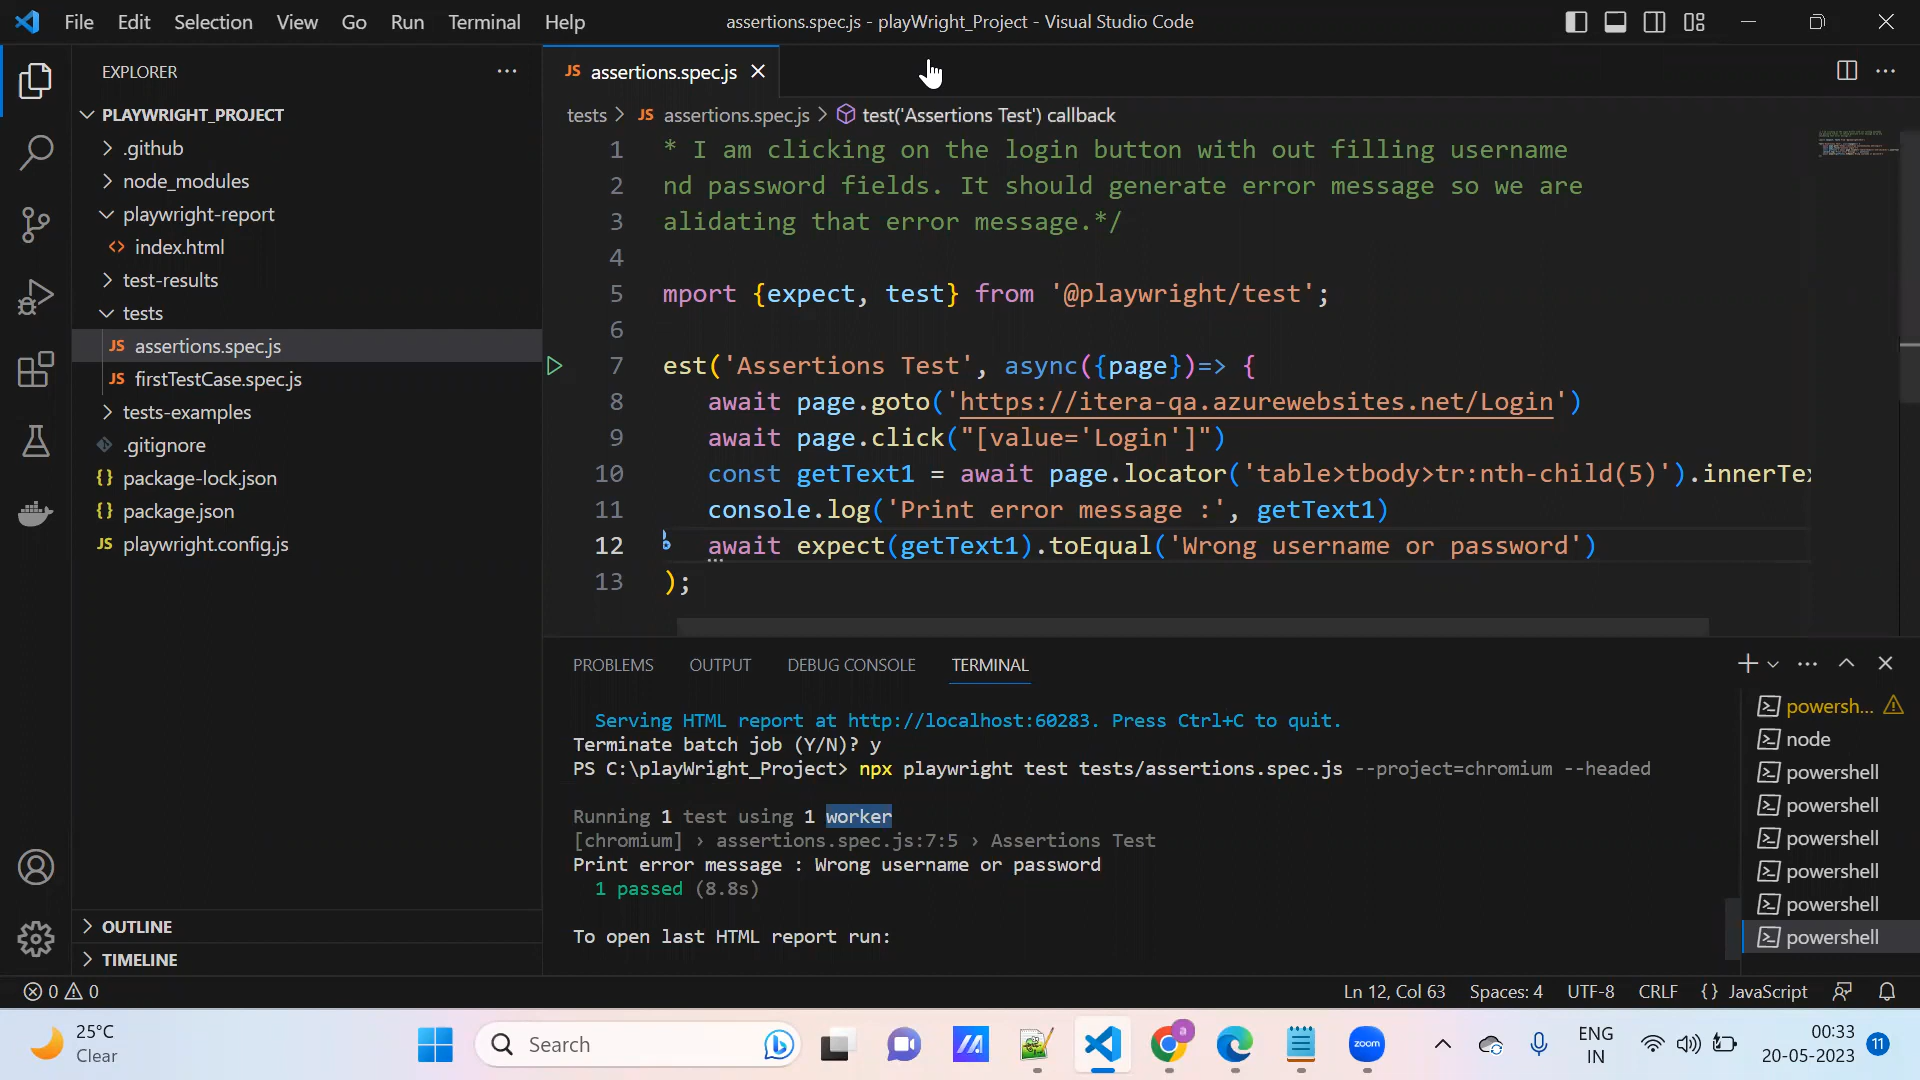 File Edit Selection View Go Run Terminal Help
assertions.spec.js - playWright_Project - Visual Studio Code
EXPLORER
PLAYWRIGHT_PROJECT
.github
node_modules
playwright-report
<> index.html
test-results
tests
JS assertions.spec.js
JS firstTestCase.spec.js
tests-examples
.gitignore
{} package-lock.json
{} package.json
JS playwright.config.js
OUTLINE
TIMELINE
JS assertions.spec.js
tests > JS assertions.spec.js > test('Assertions Test') callback
1 * I am clicking on the login button with out filling username
2 nd password fields. It should generate error message so we are
3 alidating that error message.*/
4
5 mport {expect, test} from '@playwright/test';
6
7 est('Assertions Test', async({page})=> {
8 await page.goto('https://itera-qa.azurewebsites.net/Login')
9 await page.click("[value='Login']")
10 const getText1 = await page.locator('table>tbody>tr:nth-child(5)').innerTe
11 console.log('Print error message :', getText1)
12 await expect(getText1).toEqual('Wrong username or password')
13 );
PROBLEMS OUTPUT DEBUG CONSOLE TERMINAL
Serving HTML report at http://localhost:60283. Press Ctrl+C to quit.
Terminate batch job (Y/N)? y
PS C:\playWright_Project> npx playwright test tests/assertions.spec.js --project=chromium --headed
Running 1 test using 1 worker
[chromium] › assertions.spec.js:7:5 › Assertions Test
Print error message : Wrong username or password
1 passed (8.8s)
To open last HTML report run:
powersh...
node
powershell
powershell
powershell
powershell
powershell
powershell
0 0
Ln 12, Col 63 Spaces: 4 UTF-8 CRLF {} JavaScript
25°C
Clear
Search
zoom
a
ENG
IN
00:33
20-05-2023
11